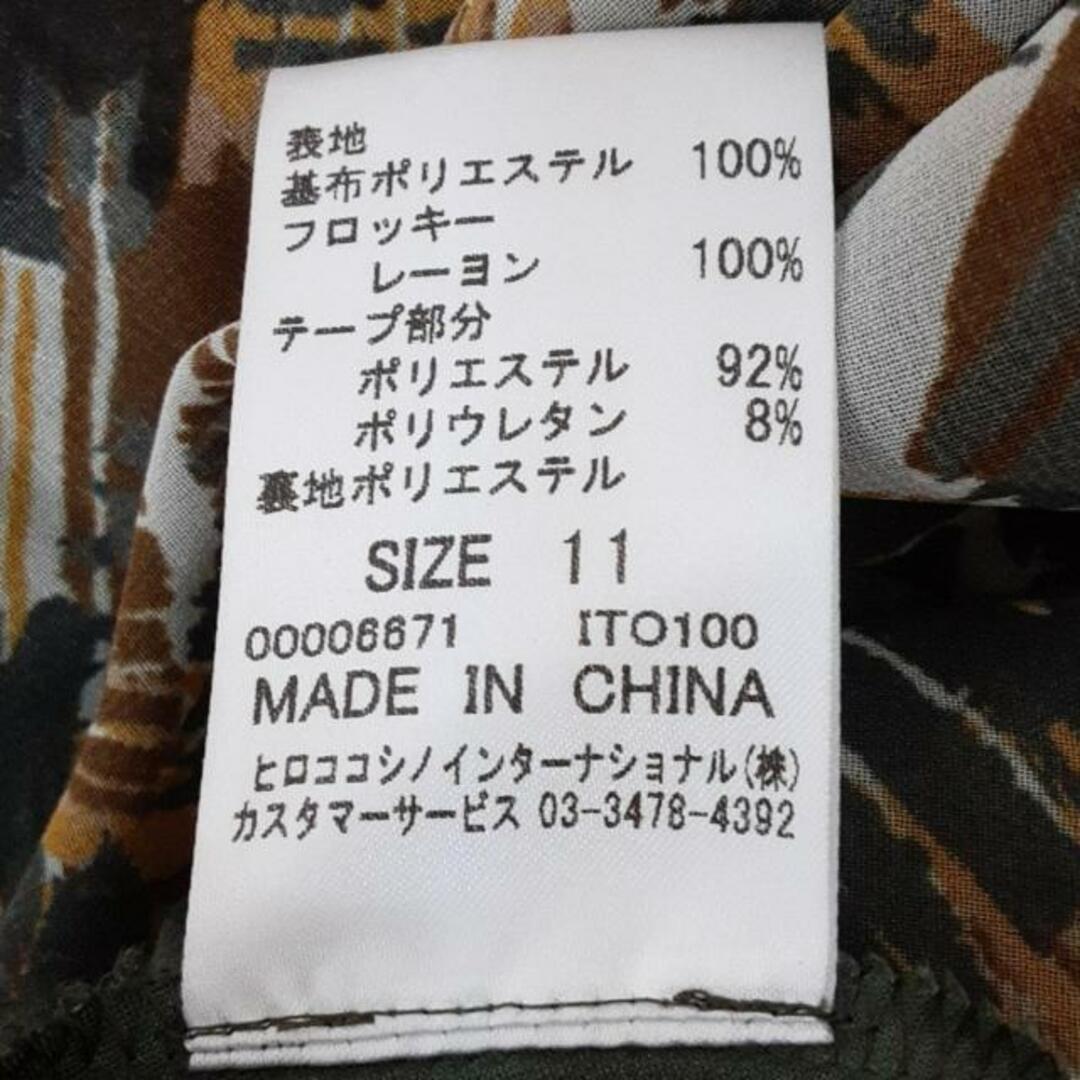 表地
基布ポリエステル 100%
フロッキー
レーヨン 100%
テープ部分
ポリエステル 92%
ポリウレタン 8%
裏地ポリエステル
SIZE 11
00006671 ITO100
MADE IN CHINA
ヒロココシノインターナショナル(株)
カスタマーサービス 03-3478-4392